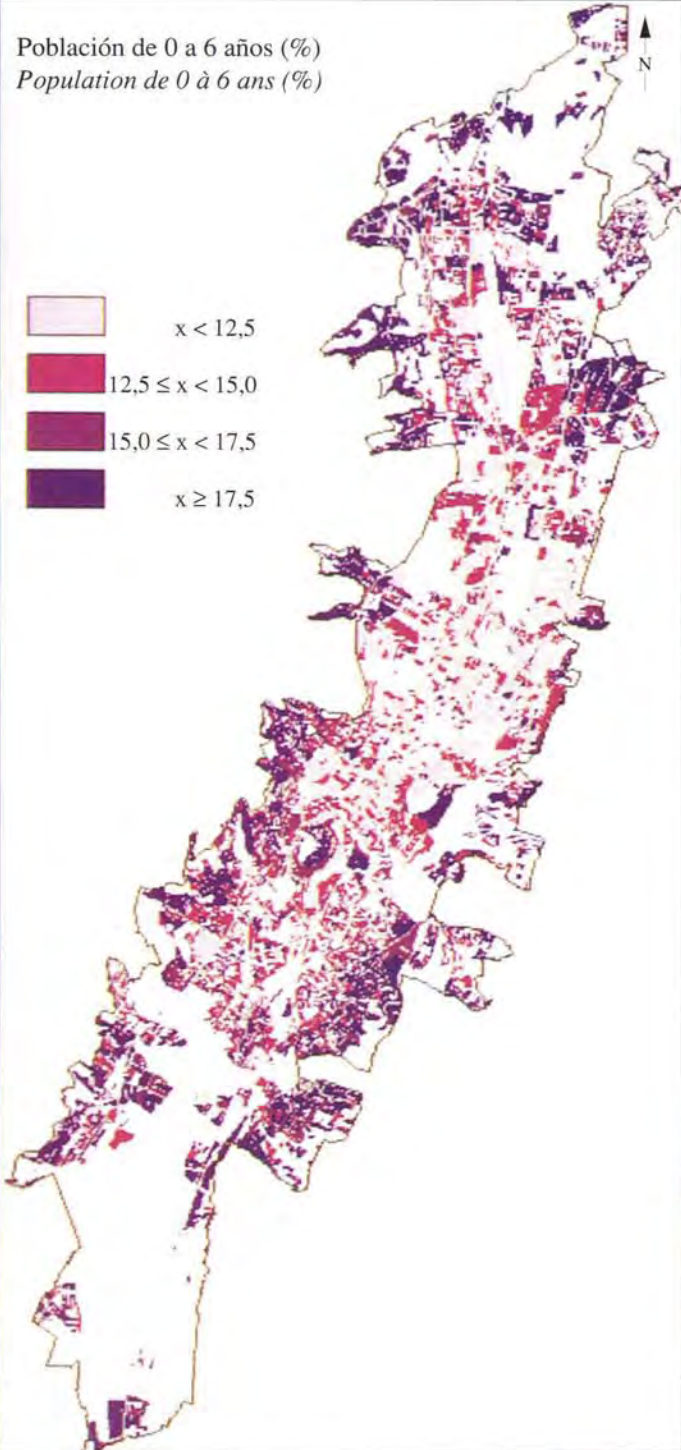 Población de 0 a 6 años (%)
Population de 0 à 6 ans (%)
N
x < 12,5
12,5 ≤ x < 15,0
15,0 ≤ x < 17,5
x ≥ 17,5